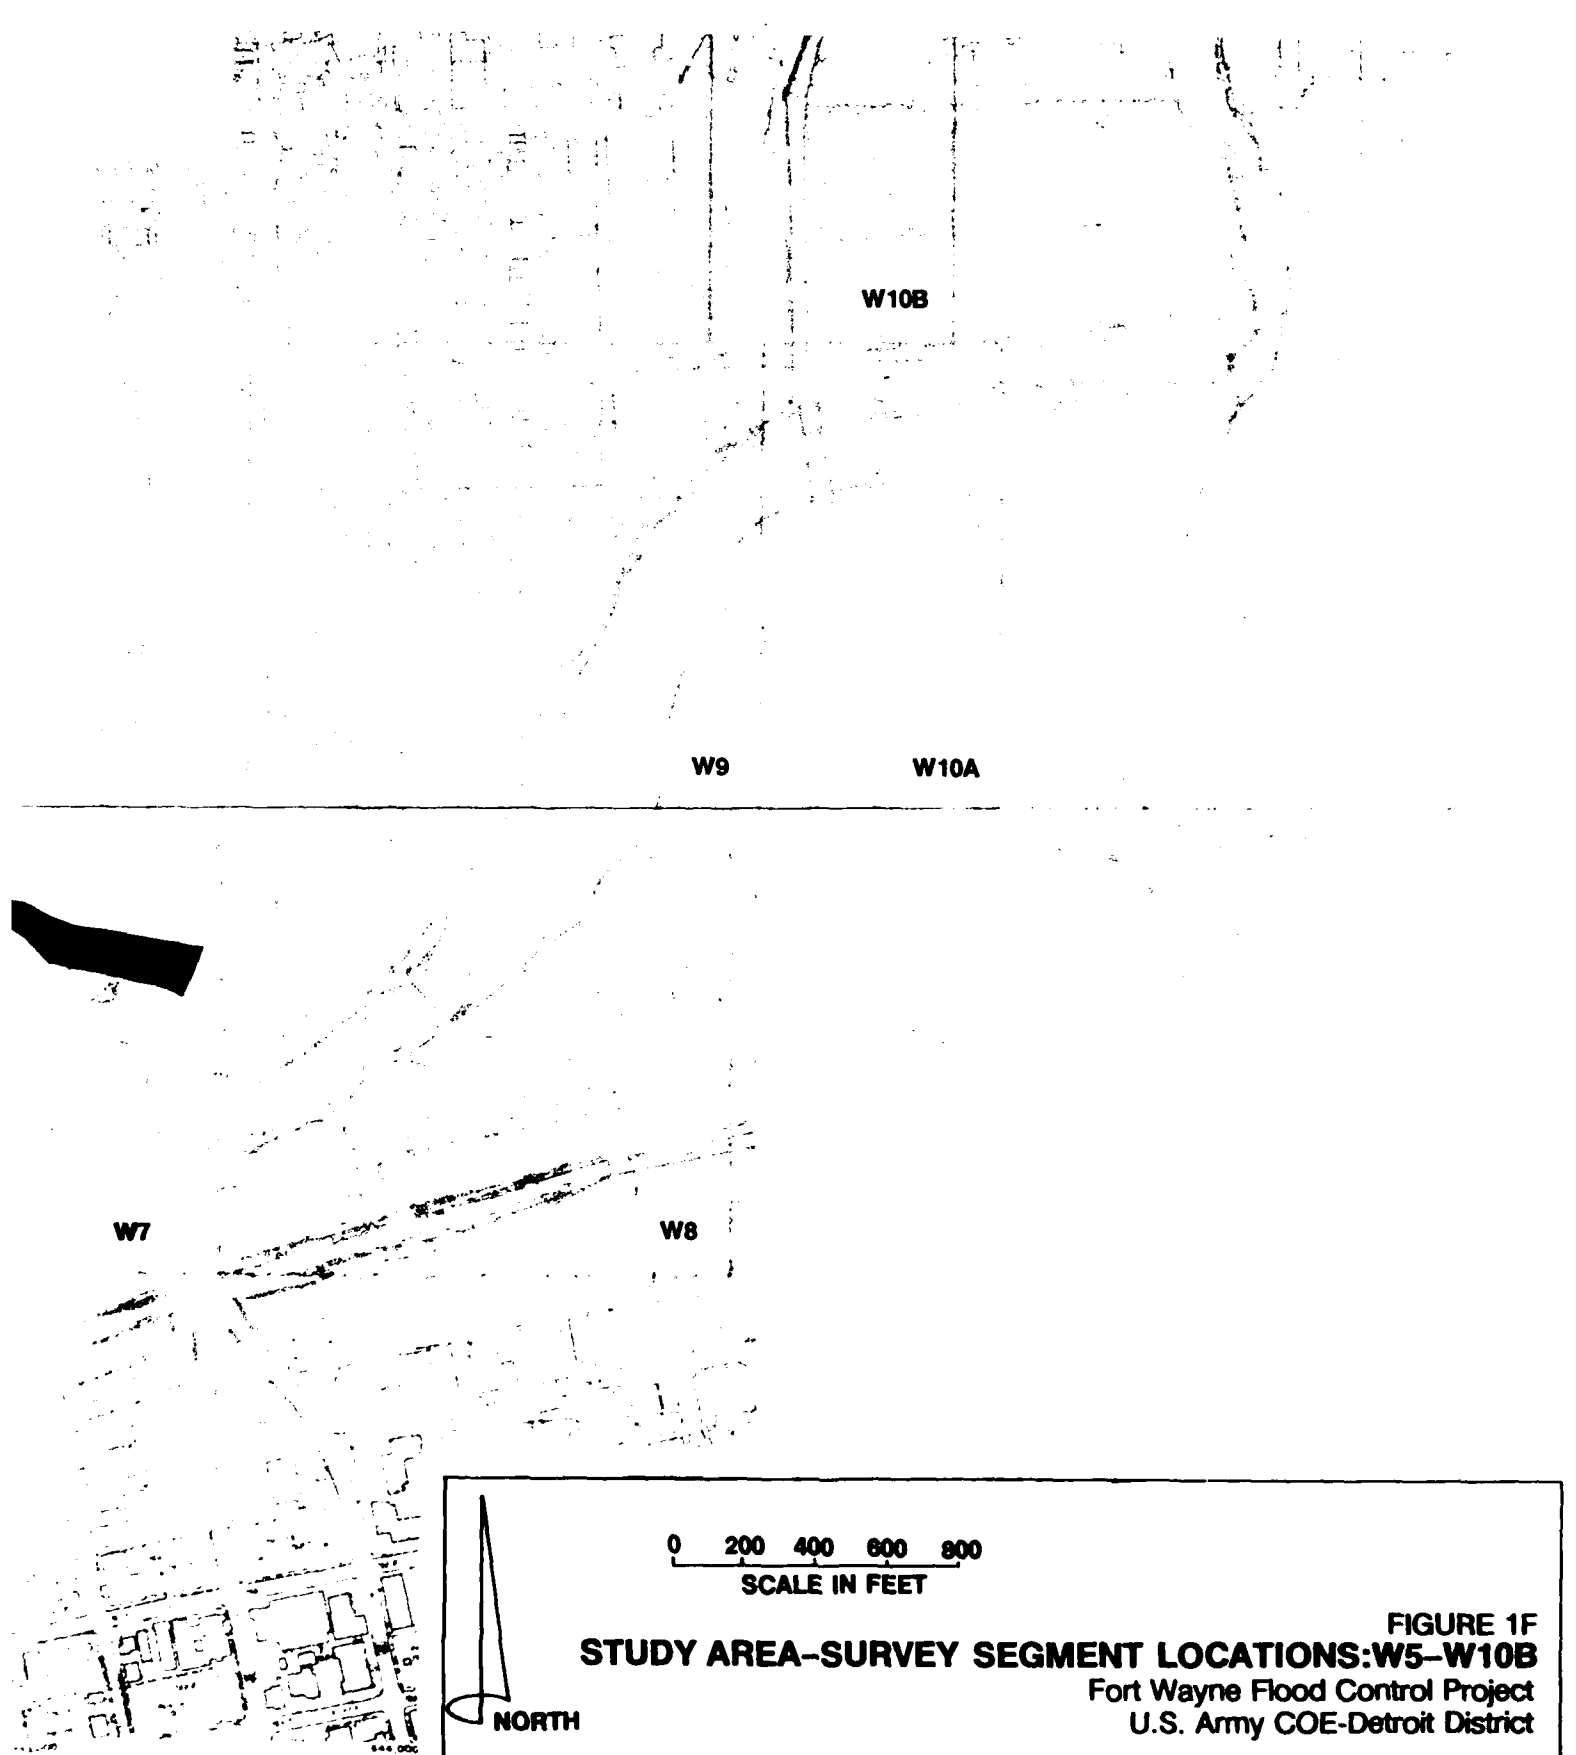 W10B
W9 W10A
W7 W8
0 200 400 600 800
SCALE IN FEET
FIGURE 1F
STUDY AREA–SURVEY SEGMENT LOCATIONS:W5–W10B
Fort Wayne Flood Control Project
U.S. Army COE-Detroit District
NORTH